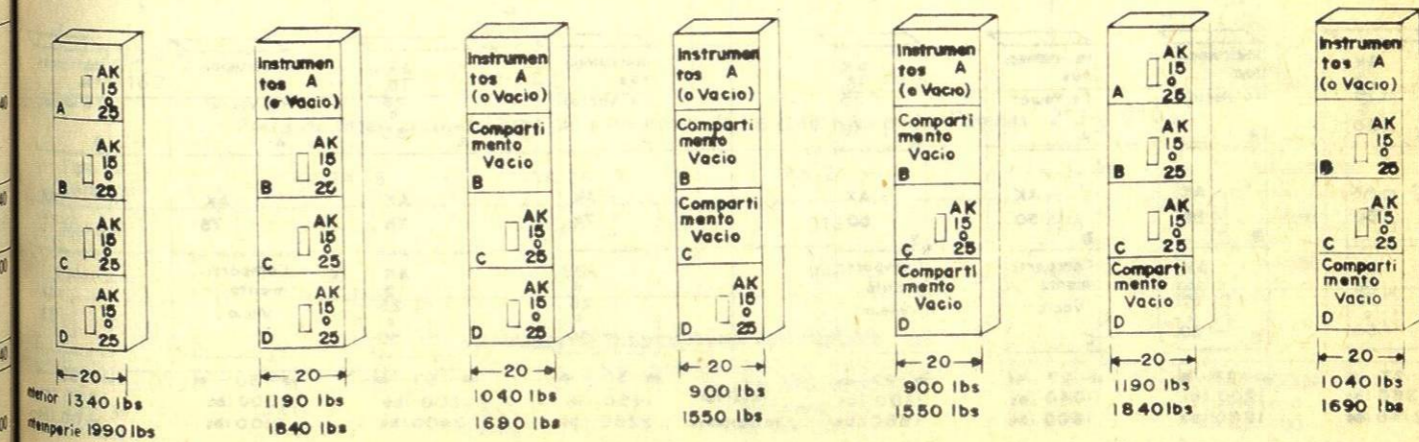 AK
15
o
25
A
AK
15
o
25
B
AK
15
o
25
C
AK
15
o
25
D
20
1340 lbs
1990 lbs
Instrumen
tos A
(o Vacio)
AK
15
o
25
B
AK
15
o
25
C
AK
15
o
25
D
20
1190 lbs
1840 lbs
Instrumen
tos A
(o Vacio)
Comparti
mento
Vacio
B
AK
15
o
25
C
AK
15
o
25
D
20
1040 lbs
1690 lbs
Instrumen
tos A
(o Vacio)
Comparti
mento
Vacio
B
Comparti
mento
Vacio
C
AK
15
o
25
D
20
900 lbs
1550 lbs
Instrumen
tos A
(o Vacio)
Comparti
mento
Vacio
B
AK
15
o
25
C
Comparti
mento
Vacio
D
20
900 lbs
1550 lbs
AK
15
o
25
A
AK
15
o
25
B
AK
15
o
25
C
Comparti
mento
Vacio
D
20
1190 lbs
1840 lbs
Instrumen
tos A
(o Vacio)
AK
15
o
25
B
AK
15
o
25
C
Comparti
mento
Vacio
D
20
1040 lbs
1690 lbs